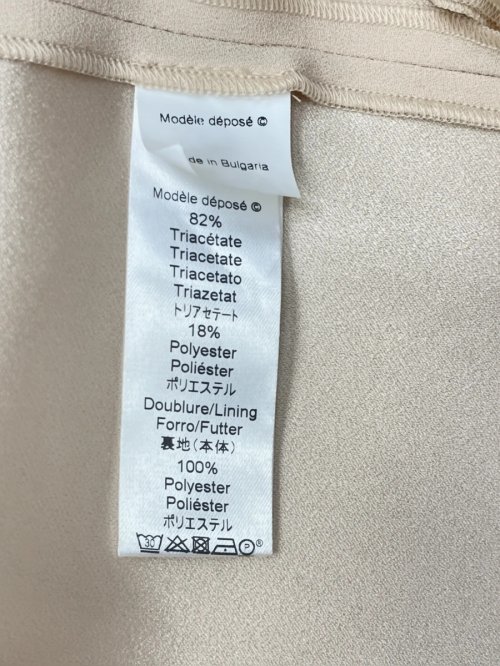 Modèle déposé ©
de in Bulgaria
Modèle déposé ©
82%
Triacétate
Triacetate
Triacetato
Triazetat
トリアセテート
18%
Polyester
Poliéster
ポリエステル
Doublure/Lining
Forro/Futter
裏地(本体)
100%
Polyester
Poliéster
ポリエステル
30 P ®